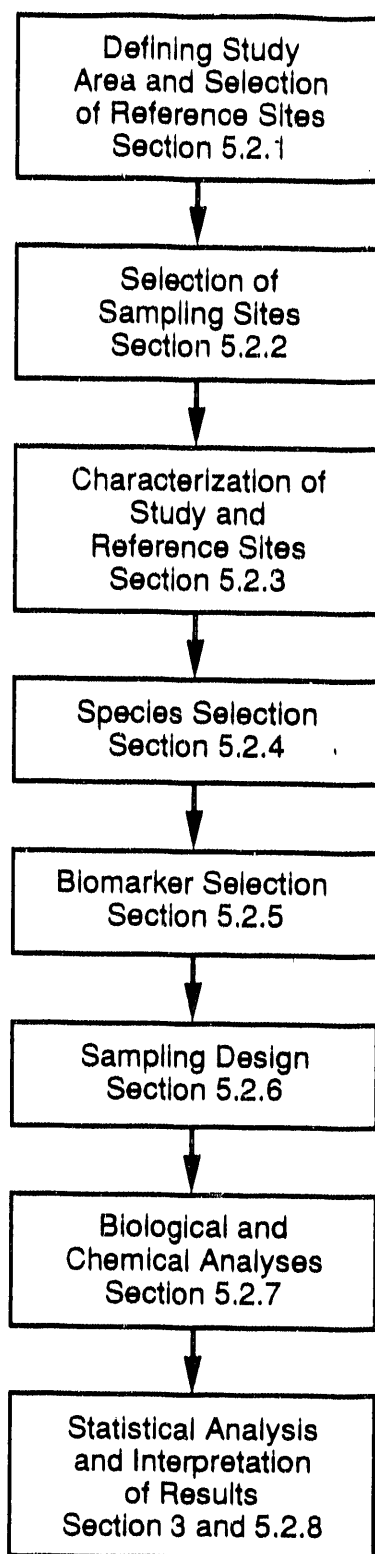 Defining Study
Area and Selection
of Reference Sites
Section 5.2.1
Selection of
Sampling Sites
Section 5.2.2
Characterization of
Study and
Reference Sites
Section 5.2.3
Species Selection
Section 5.2.4
Biomarker Selection
Section 5.2.5
Sampling Design
Section 5.2.6
Biological and
Chemical Analyses
Section 5.2.7
Statistical Analysis
and Interpretation
of Results
Section 3 and 5.2.8